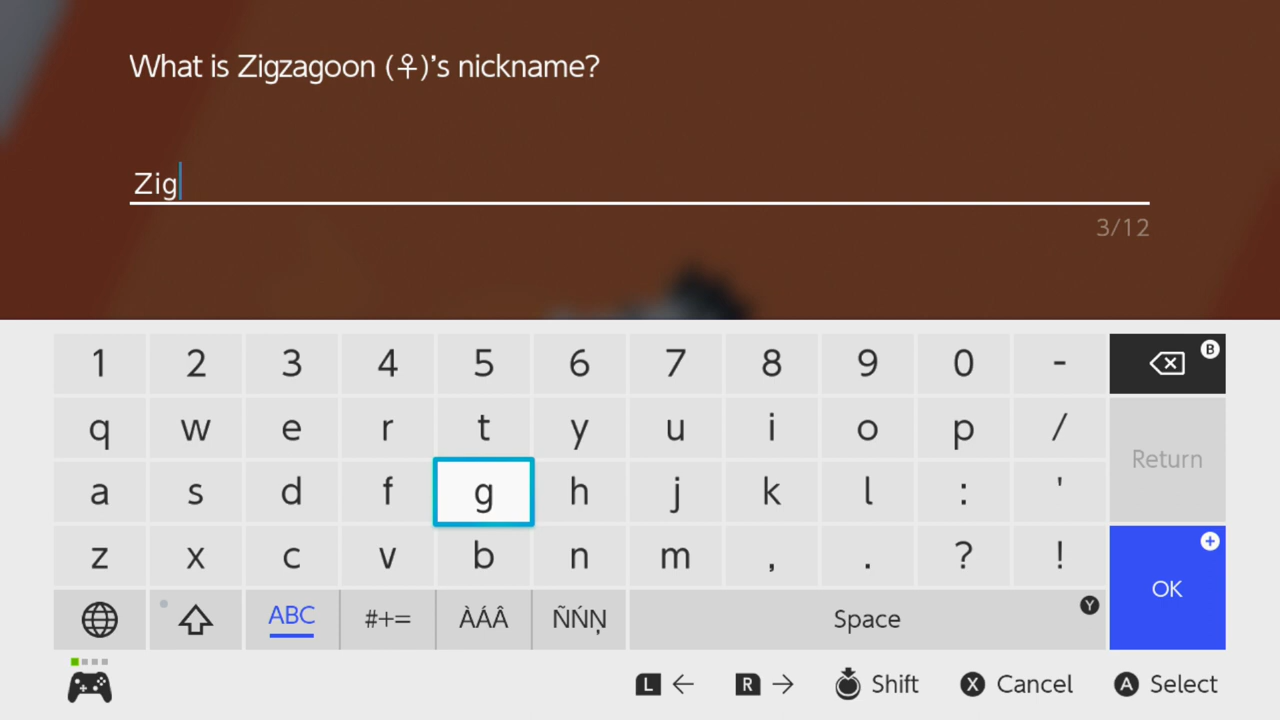 What is Zigzagoon (♀)'s nickname?
Zig
3/12
1 2 3 4 5 6 7 8 9 0 - B
q w e r t y u i o p /
Return
a s d f g h j k l : '
z x c v b n m , . ? ! +
OK
ABC #+= ÀÁÂ ÑŃŅ Space Y
L ← R → Shift X Cancel A Select